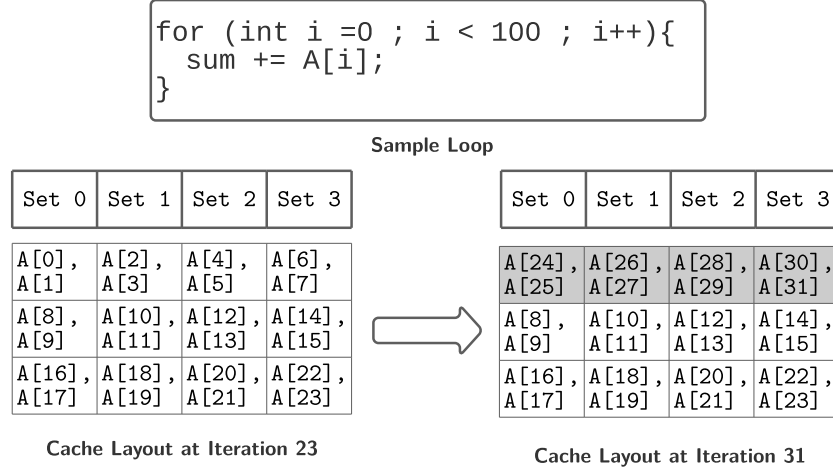 for (int i =0 ; i < 100 ; i++){
sum += A[i];
}
Sample Loop
Set 0 Set 1 Set 2 Set 3
A[0], A[2], A[4], A[6],
A[1] A[3] A[5] A[7]
A[8], A[10], A[12], A[14],
A[9] A[11] A[13] A[15]
A[16], A[18], A[20], A[22],
A[17] A[19] A[21] A[23]
Cache Layout at Iteration 23
Set 0 Set 1 Set 2 Set 3
A[24], A[26], A[28], A[30],
A[25] A[27] A[29] A[31]
A[8], A[10], A[12], A[14],
A[9] A[11] A[13] A[15]
A[16], A[18], A[20], A[22],
A[17] A[19] A[21] A[23]
Cache Layout at Iteration 31